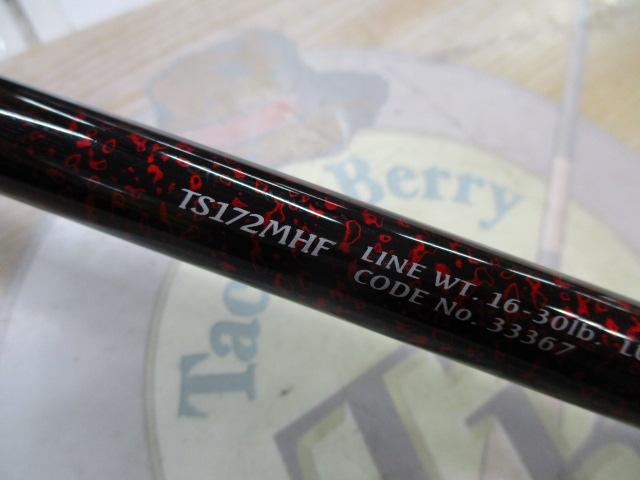 TS172MHF
LINE WT. 16-30lb.
CODE No. 33367
Berry